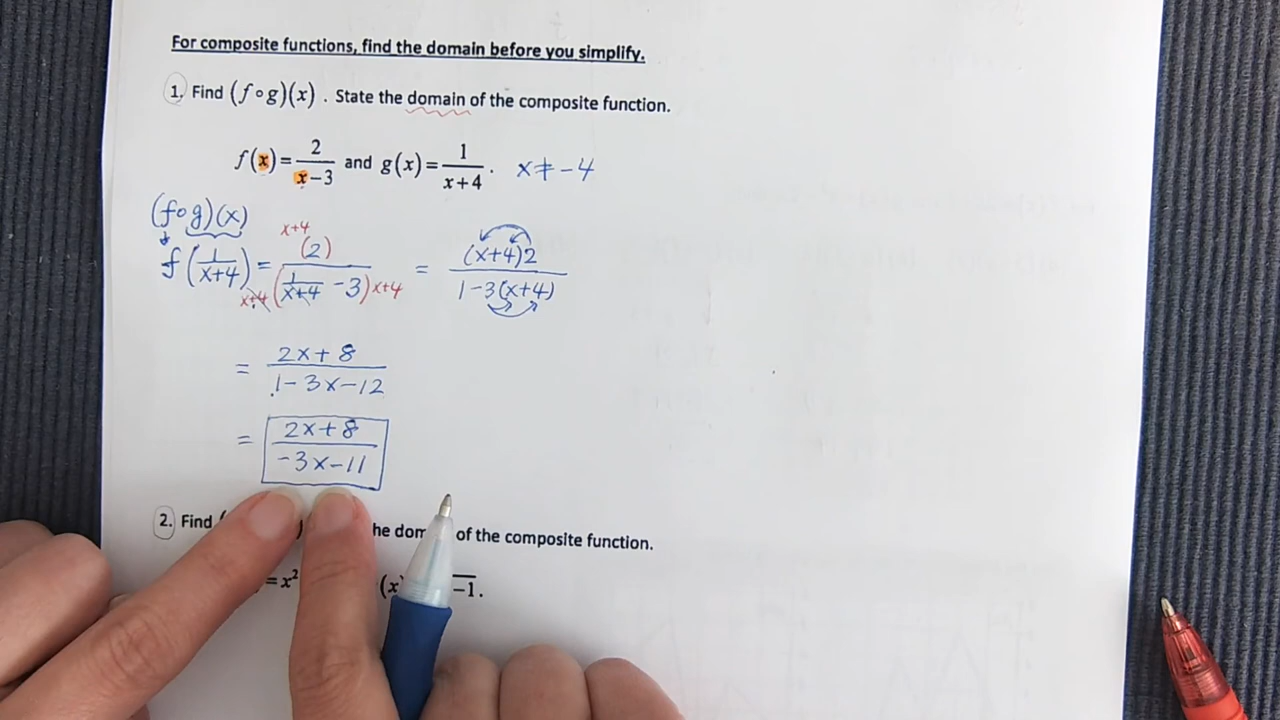 For composite functions, find the domain before you simplify.
1. Find (f∘g)(x). State the domain of the composite function.
f(x) = 2/(x−3) and g(x) = 1/(x+4). x ≠ −4
(f∘g)(x)
f(1/(x+4)) = x+4 (2) / x+4 (1/(x+4) −3) x+4 = (x+4)2 / 1−3(x+4)
= 2x+8 / 1−3x−12
= 2x+8 / −3x−11
2. Find he dom of the composite function.
= x² (x) −1.